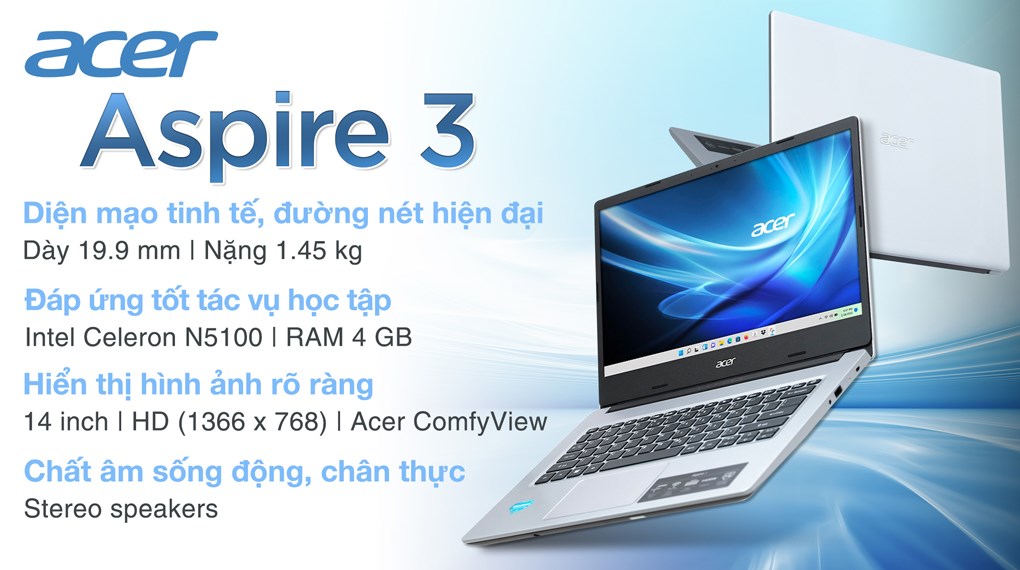 acer
Aspire 3
Diện mạo tinh tế, đường nét hiện đại
Dày 19.9 mm | Nặng 1.45 kg
Đáp ứng tốt tác vụ học tập
Intel Celeron N5100 | RAM 4 GB
Hiển thị hình ảnh rõ ràng
14 inch | HD (1366 x 768) | Acer ComfyView
Chất âm sống động, chân thực
Stereo speakers
acer
acer
acer